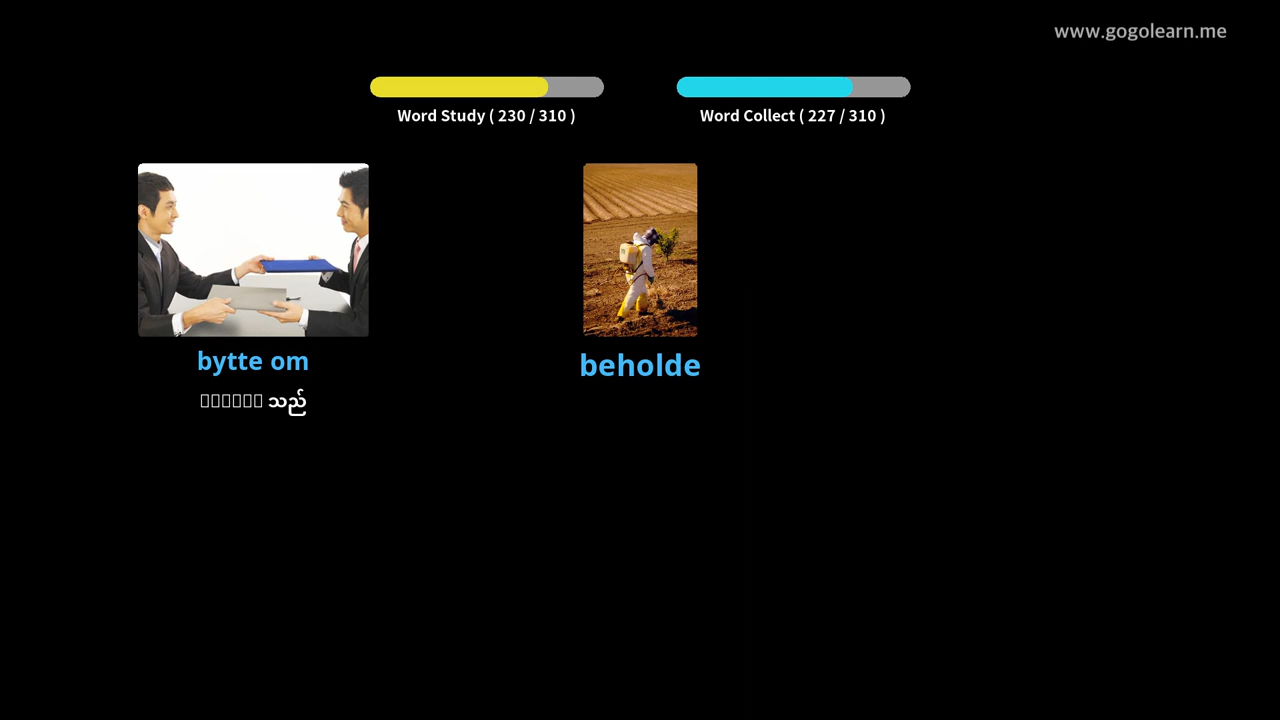 www.gogolearn.me
Word Study ( 230 / 310 )
Word Collect ( 227 / 310 )
bytte om
သည်
beholde